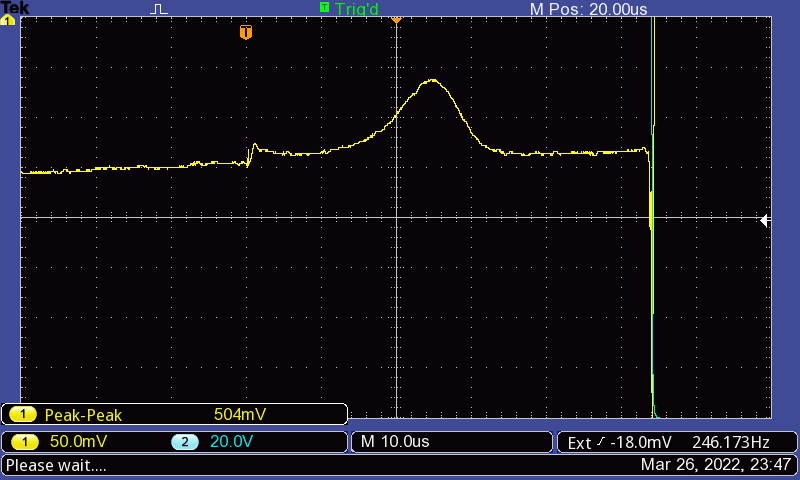 Tek T Trig'd M Pos: 20.00us
1
T
1 Peak-Peak 504mV
1 50.0mV 2 20.0V M 10.0us Ext -18.0mV 246.173Hz
Please wait.... Mar 26, 2022, 23:47